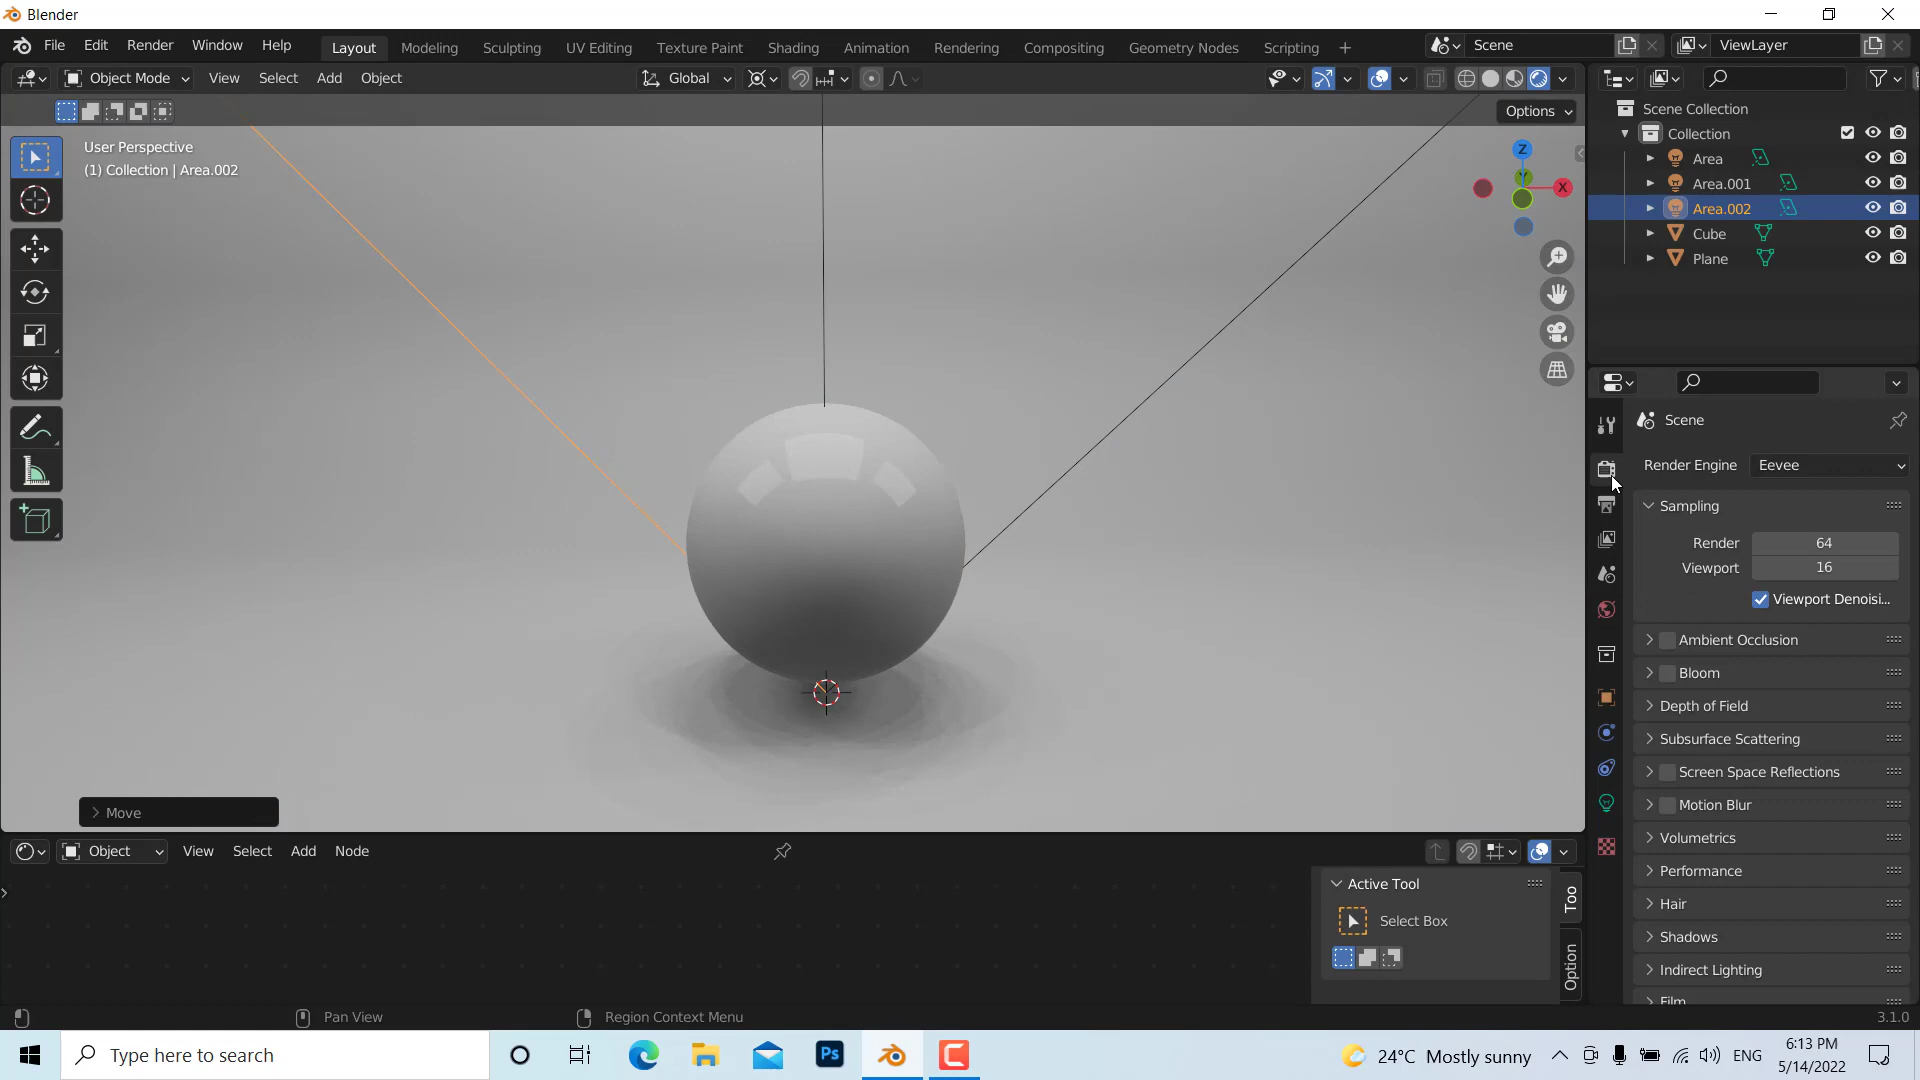 Blender
File Edit Render Window Help Layout Modeling Sculpting UV Editing Texture Paint Shading Animation Rendering Compositing Geometry Nodes Scripting + Scene ViewLayer
Object Mode View Select Add Object Global
Options
User Perspective
(1) Collection | Area.002
Z
Y
X
Scene Collection
Collection
Area
Area.001
Area.002
Cube
Plane
Scene
Render Engine Eevee
Sampling
Render 64
Viewport 16
Viewport Denoisi...
Ambient Occlusion
Bloom
Depth of Field
Subsurface Scattering
Screen Space Reflections
Motion Blur
Volumetrics
Performance
Hair
Shadows
Indirect Lighting
Film
Move
Object View Select Add Node
Active Tool
Select Box
Too
Option
Pan View Region Context Menu 3.1.0
Type here to search
Ps
24°C Mostly sunny
ENG
6:13 PM
5/14/2022